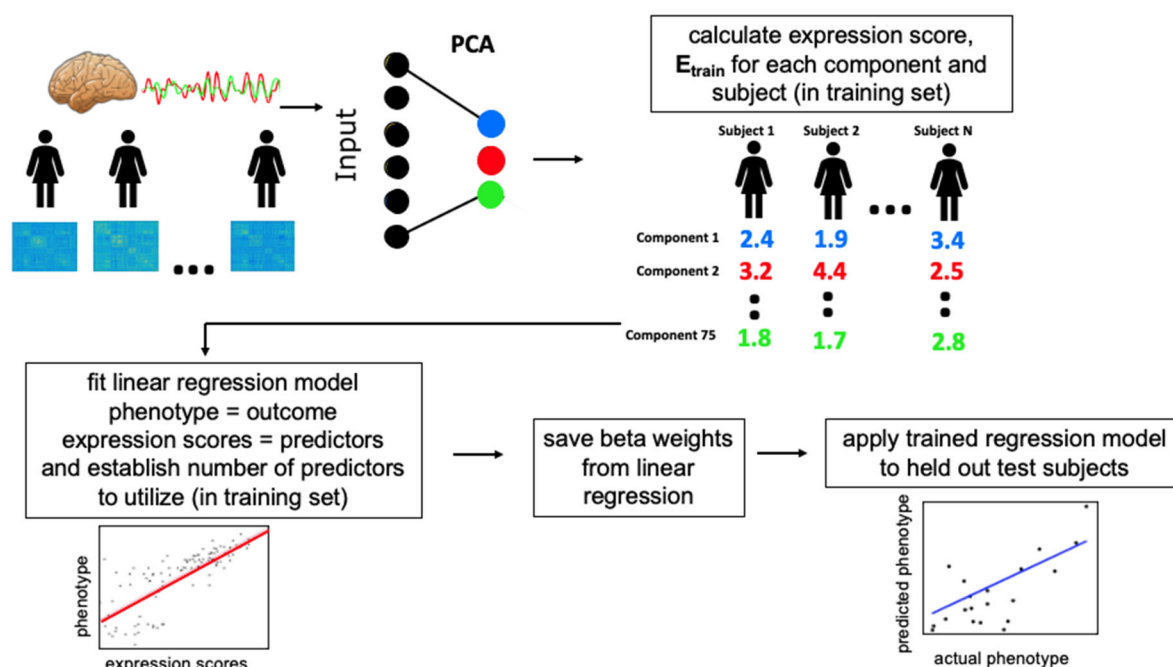 PCA
Input
calculate expression score,
E_train for each component and
subject (in training set)
Subject 1 Subject 2 Subject N
Component 1 2.4 1.9 3.4
Component 2 3.2 4.4 2.5
Component 75 1.8 1.7 2.8
fit linear regression model
phenotype = outcome
expression scores = predictors
and establish number of predictors
to utilize (in training set)
save beta weights
from linear
regression
apply trained regression model
to held out test subjects
phenotype
expression scores
predicted phenotype
actual phenotype